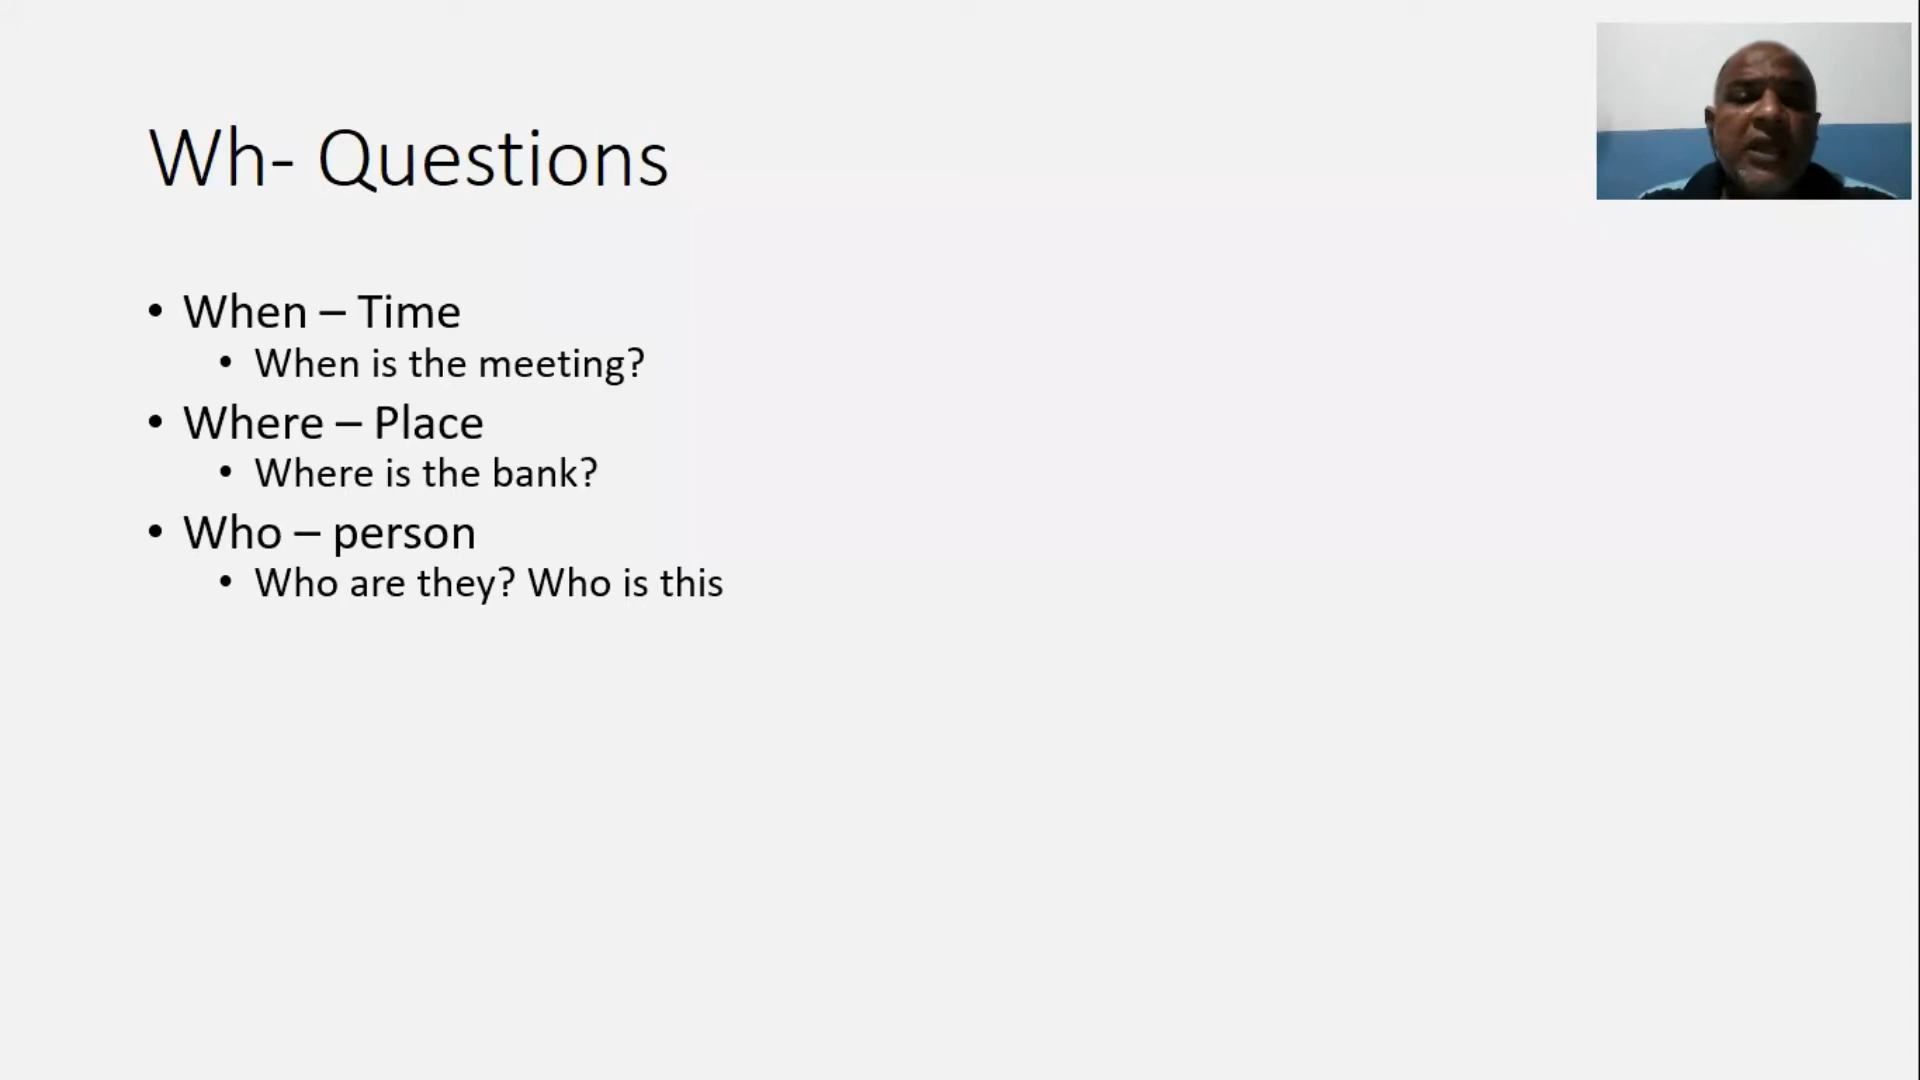 Wh- Questions
• When – Time
• When is the meeting?
• Where – Place
• Where is the bank?
• Who – person
• Who are they? Who is this